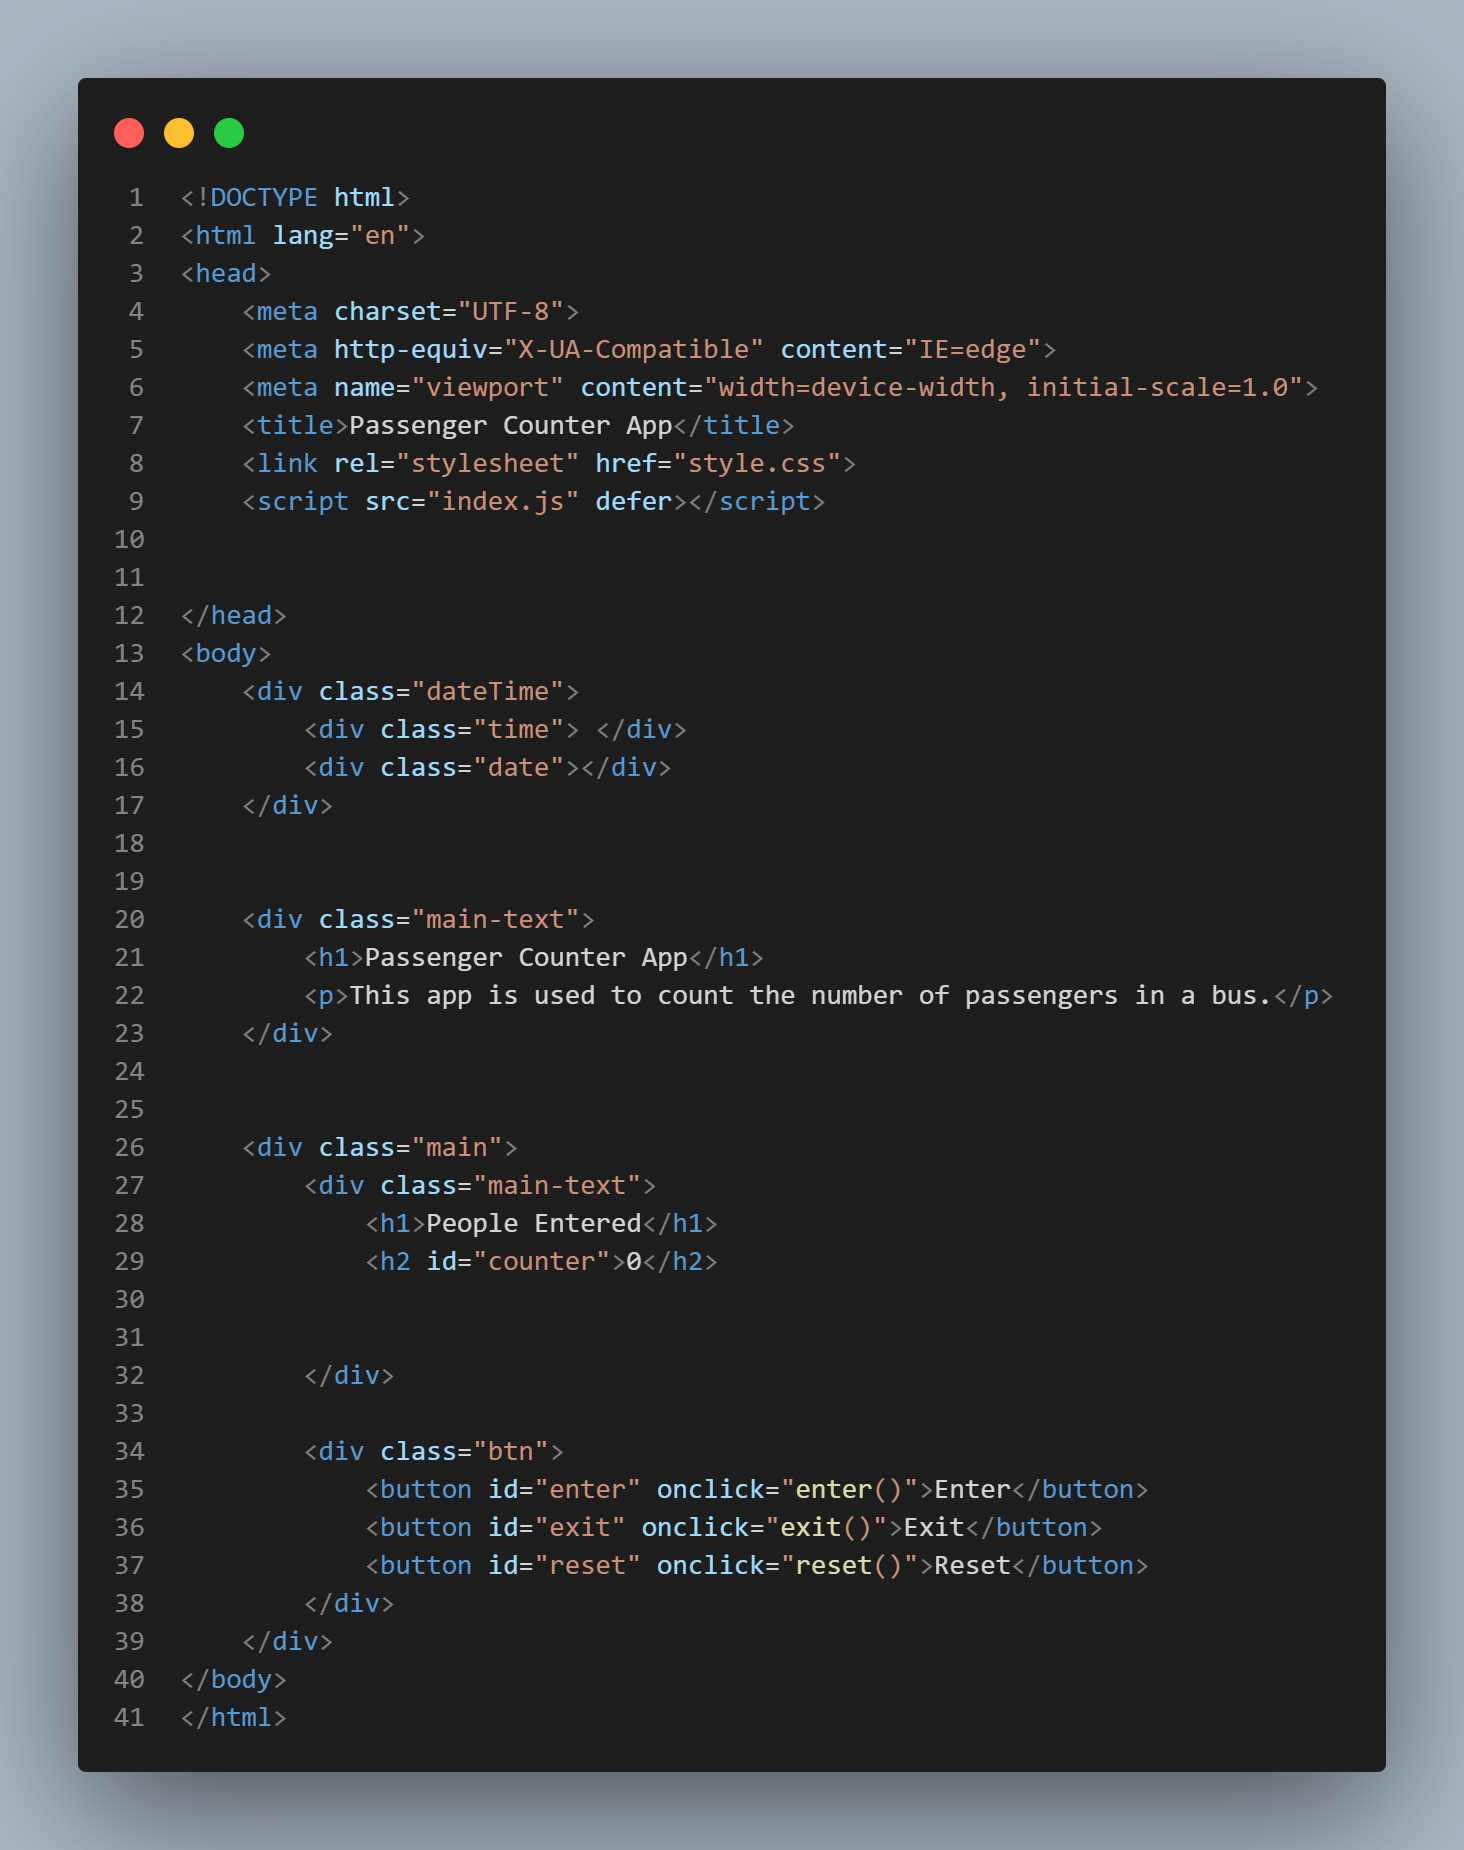 1 <!DOCTYPE html>
2 <html lang="en">
3 <head>
4     <meta charset="UTF-8">
5     <meta http-equiv="X-UA-Compatible" content="IE=edge">
6     <meta name="viewport" content="width=device-width, initial-scale=1.0">
7     <title>Passenger Counter App</title>
8     <link rel="stylesheet" href="style.css">
9     <script src="index.js" defer></script>
10
11
12 </head>
13 <body>
14     <div class="dateTime">
15         <div class="time"> </div>
16         <div class="date"></div>
17     </div>
18
19
20     <div class="main-text">
21         <h1>Passenger Counter App</h1>
22         <p>This app is used to count the number of passengers in a bus.</p>
23     </div>
24
25
26     <div class="main">
27         <div class="main-text">
28             <h1>People Entered</h1>
29             <h2 id="counter">0</h2>
30
31
32         </div>
33
34         <div class="btn">
35             <button id="enter" onclick="enter()">Enter</button>
36             <button id="exit" onclick="exit()">Exit</button>
37             <button id="reset" onclick="reset()">Reset</button>
38         </div>
39     </div>
40 </body>
41 </html>